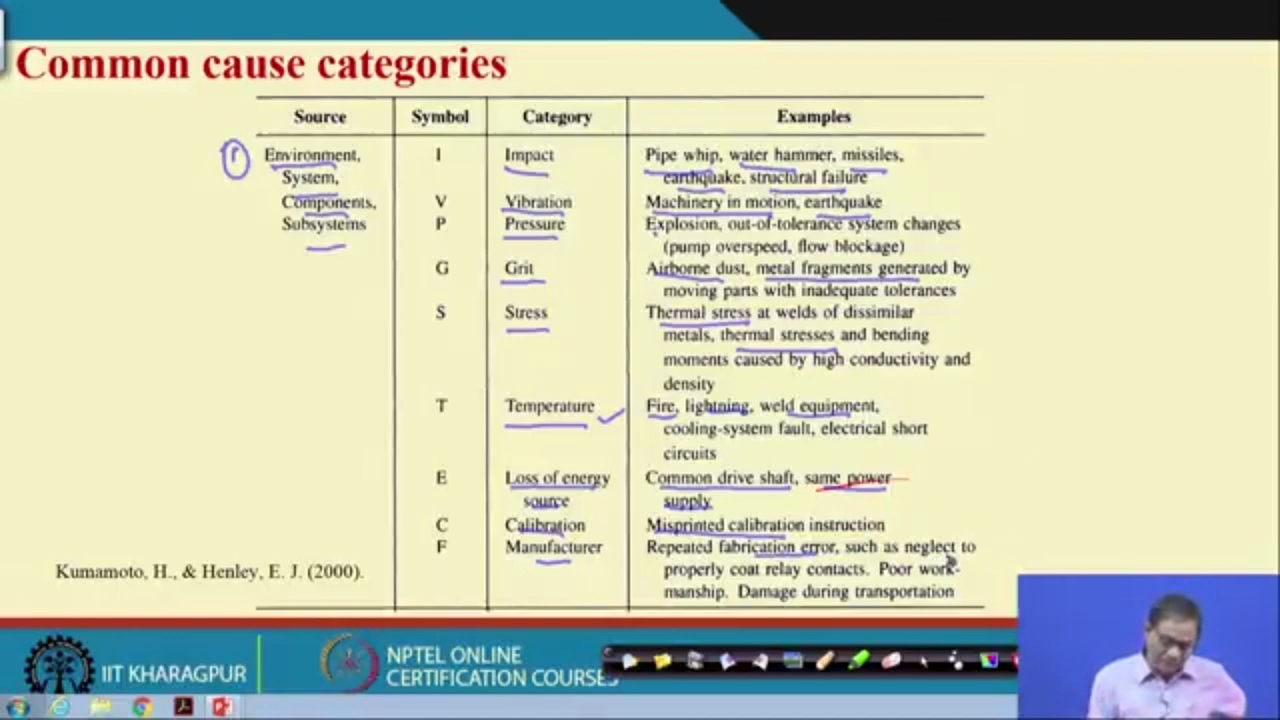 Common cause categories
Source Symbol Category Examples
Environment, I Impact Pipe whip, water hammer, missiles,
System, earthquake, structural failure
Components, V Vibration Machinery in motion, earthquake
Subsystems P Pressure Explosion, out-of-tolerance system changes
(pump overspeed, flow blockage)
G Grit Airborne dust, metal fragments generated by
moving parts with inadequate tolerances
S Stress Thermal stress at welds of dissimilar
metals, thermal stresses and bending
moments caused by high conductivity and
density
T Temperature Fire, lightning, weld equipment,
cooling-system fault, electrical short
circuits
E Loss of energy Common drive shaft, same power
source supply
C Calibration Misprinted calibration instruction
F Manufacturer Repeated fabrication error, such as neglect to
properly coat relay contacts. Poor work-
manship. Damage during transportation
Kumamoto, H., & Henley, E. J. (2000).
IIT KHARAGPUR
NPTEL ONLINE
CERTIFICATION COURSES